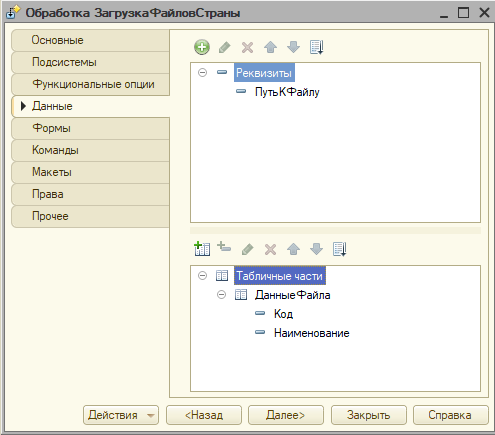 Обработка ЗагрузкаФайловСтраны
Основные
Подсистемы
Функциональные опции
Данные
Формы
Команды
Макеты
Права
Прочее
Реквизиты
ПутьКФайлу
Табличные части
ДанныеФайла
Код
Наименование
Действия
<Назад
Далее>
Закрыть
Справка